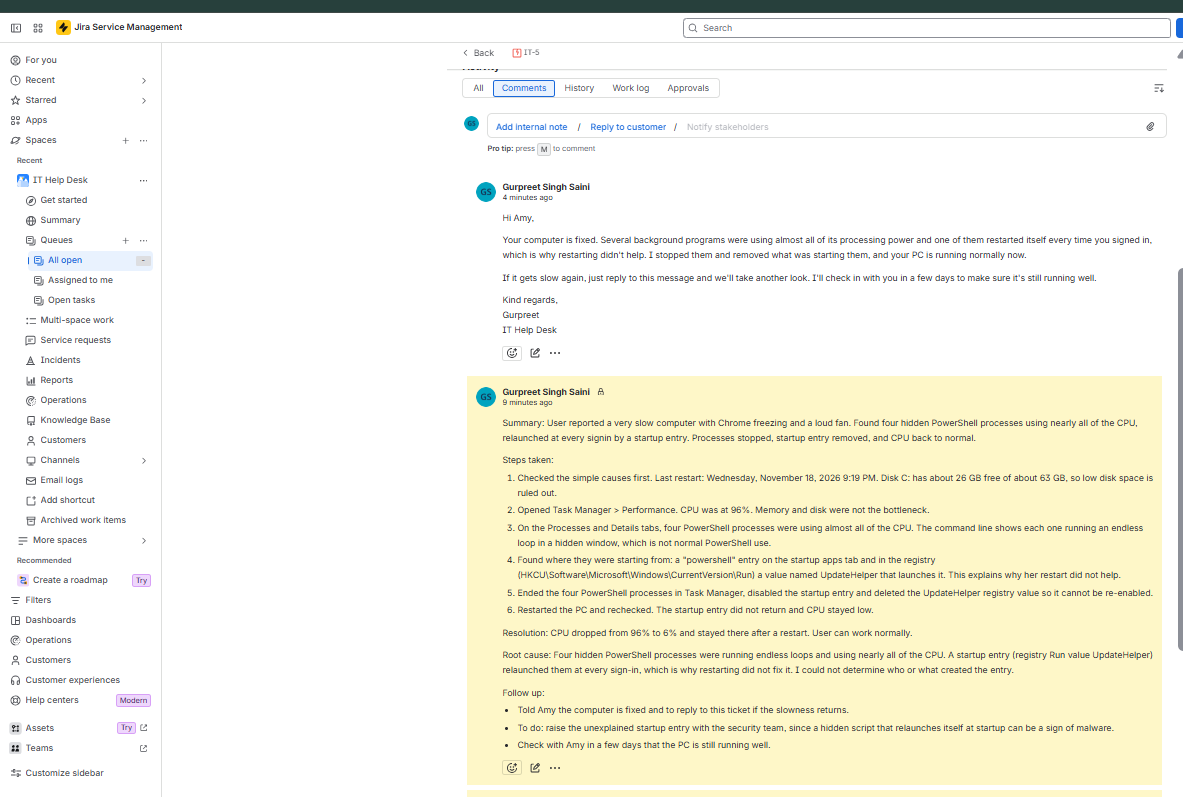 Jira Service Management
Search
For you
Recent
Starred
Apps
Spaces
Recent
IT Help Desk
Get started
Summary
Queues
All open
-
Assigned to me
Open tasks
Multi-space work
Service requests
Incidents
Reports
Operations
Knowledge Base
Customers
Channels
Email logs
Add shortcut
Archived work items
More spaces
Recommended
Create a roadmap
Try
Filters
Dashboards
Operations
Customers
Customer experiences
Help centers
Modern
Assets
Try
Teams
Customize sidebar
Back
IT-5
Activity
All
Comments
History
Work log
Approvals
GS
Add internal note / Reply to customer / Notify stakeholders
Pro tip: press M to comment
GS
Gurpreet Singh Saini
4 minutes ago
Hi Amy,
Your computer is fixed. Several background programs were using almost all of its processing power and one of them restarted itself every time you signed in,
which is why restarting didn't help. I stopped them and removed what was starting them, and your PC is running normally now.
If it gets slow again, just reply to this message and we'll take another look. I'll check in with you in a few days to make sure it's still running well.
Kind regards,
Gurpreet
IT Help Desk
GS
Gurpreet Singh Saini
9 minutes ago
Summary: User reported a very slow computer with Chrome freezing and a loud fan. Found four hidden PowerShell processes using nearly all of the CPU,
relaunched at every signin by a startup entry. Processes stopped, startup entry removed, and CPU back to normal.
Steps taken:
1. Checked the simple causes first. Last restart: Wednesday, November 18, 2026 9:19 PM. Disk C: has about 26 GB free of about 63 GB, so low disk space is
ruled out.
2. Opened Task Manager > Performance. CPU was at 96%. Memory and disk were not the bottleneck.
3. On the Processes and Details tabs, four PowerShell processes were using almost all of the CPU. The command line shows each one running an endless
loop in a hidden window, which is not normal PowerShell use.
4. Found where they were starting from: a "powershell" entry on the startup apps tab and in the registry
(HKCU\Software\Microsoft\Windows\CurrentVersion\Run) a value named UpdateHelper that launches it. This explains why her restart did not help.
5. Ended the four PowerShell processes in Task Manager, disabled the startup entry and deleted the UpdateHelper registry value so it cannot be re-enabled.
6. Restarted the PC and rechecked. The startup entry did not return and CPU stayed low.
Resolution: CPU dropped from 96% to 6% and stayed there after a restart. User can work normally.
Root cause: Four hidden PowerShell processes were running endless loops and using nearly all of the CPU. A startup entry (registry Run value UpdateHelper)
relaunched them at every sign-in, which is why restarting did not fix it. I could not determine who or what created the entry.
Follow up:
• Told Amy the computer is fixed and to reply to this ticket if the slowness returns.
• To do: raise the unexplained startup entry with the security team, since a hidden script that relaunches itself at startup can be a sign of malware.
• Check with Amy in a few days that the PC is still running well.